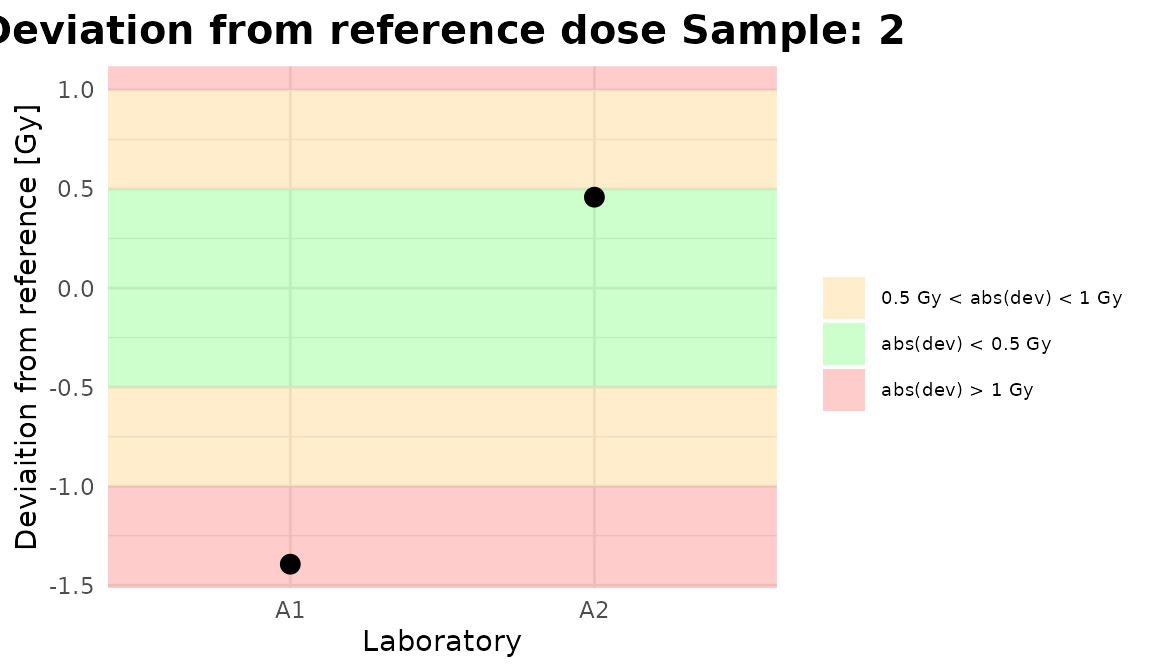 Deviation from reference dose Sample: 2
Deviaition from reference [Gy]
1.0
0.5
0.0
-0.5
-1.0
-1.5
A1 A2
Laboratory
0.5 Gy < abs(dev) < 1 Gy
abs(dev) < 0.5 Gy
abs(dev) > 1 Gy